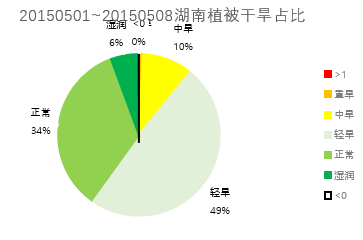 20150501~20150508湖南植被干旱占比
湿润
6%
<0
0%
中旱
10%
正常
34%
轻旱
49%
>1
重旱
中旱
轻旱
正常
湿润
<0